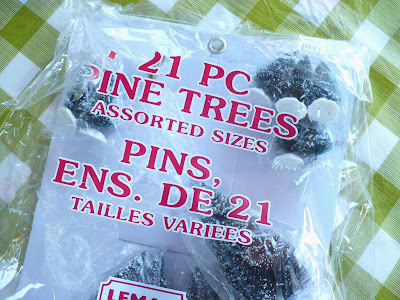 21 PC
PINE TREES
ASSORTED SIZES
PINS,
ENS. DE 21
TAILLES VARIEES